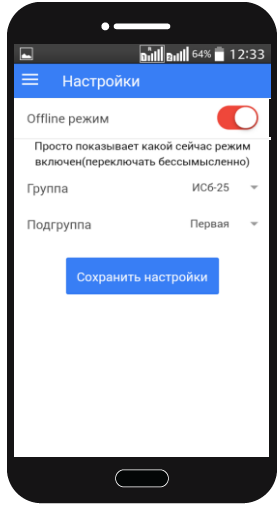 64% 12:33
Настройки
Offline режим
Просто показывает какой сейчас режим
включен(переключать бессымысленно)
Группа ИС6-25
Подгруппа Первая
Сохранить настройки